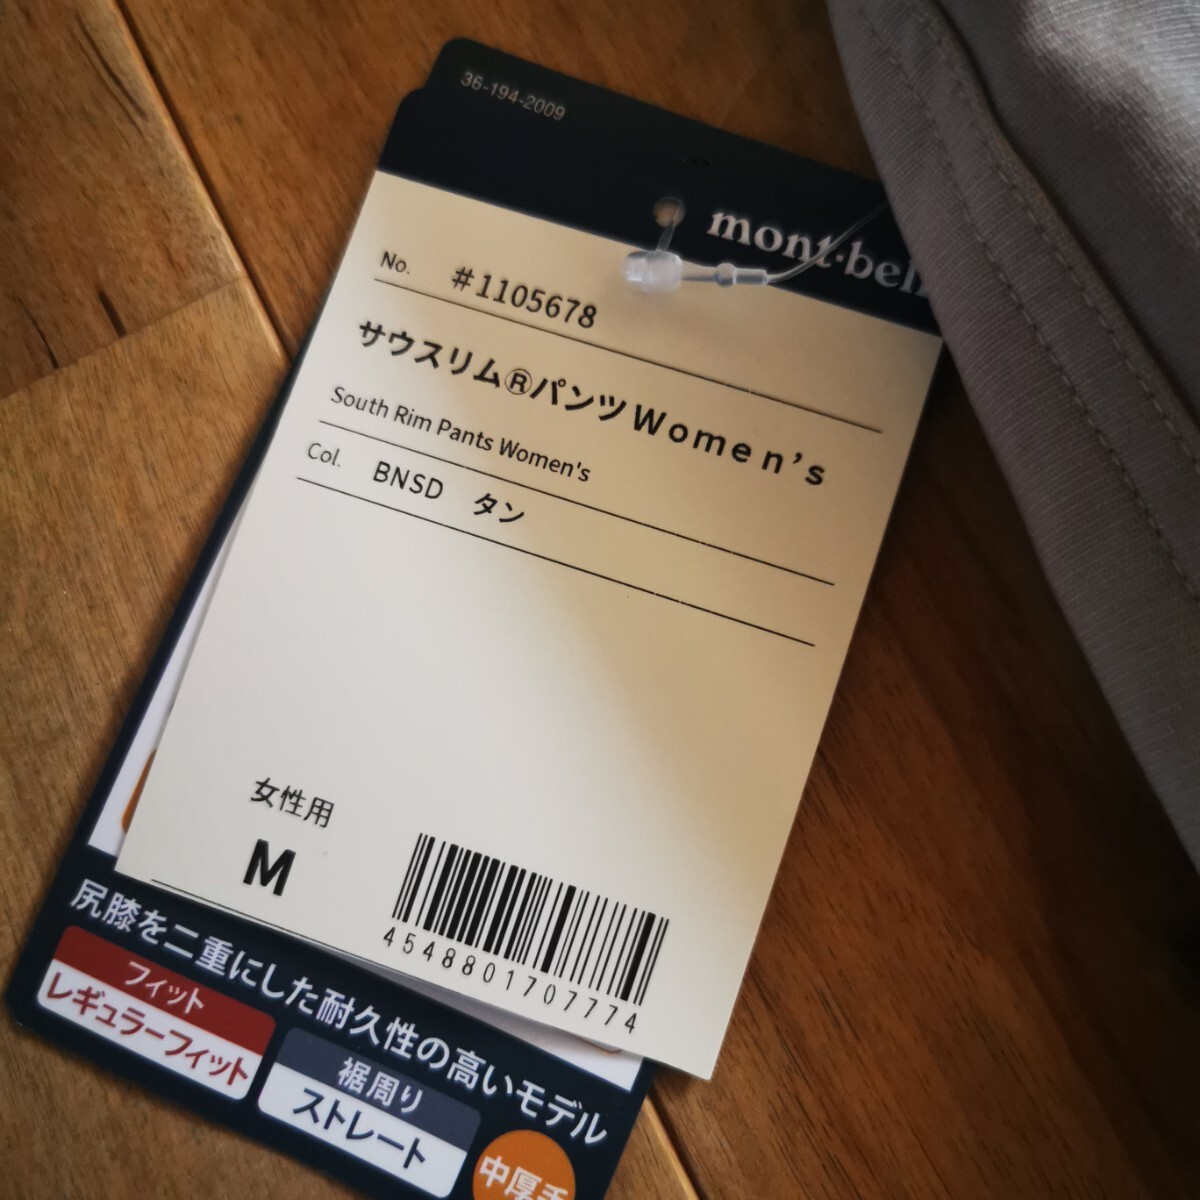 36-194-2009
mont-bell
No. #1105678
サウスリム®パンツWomen's
South Rim Pants Women's
Col. BNSD タン
女性用
M
4548801707774
尻膝を二重にした耐久性の高いモデル
フィット
レギュラーフィット
裾周り
ストレート
中厚手